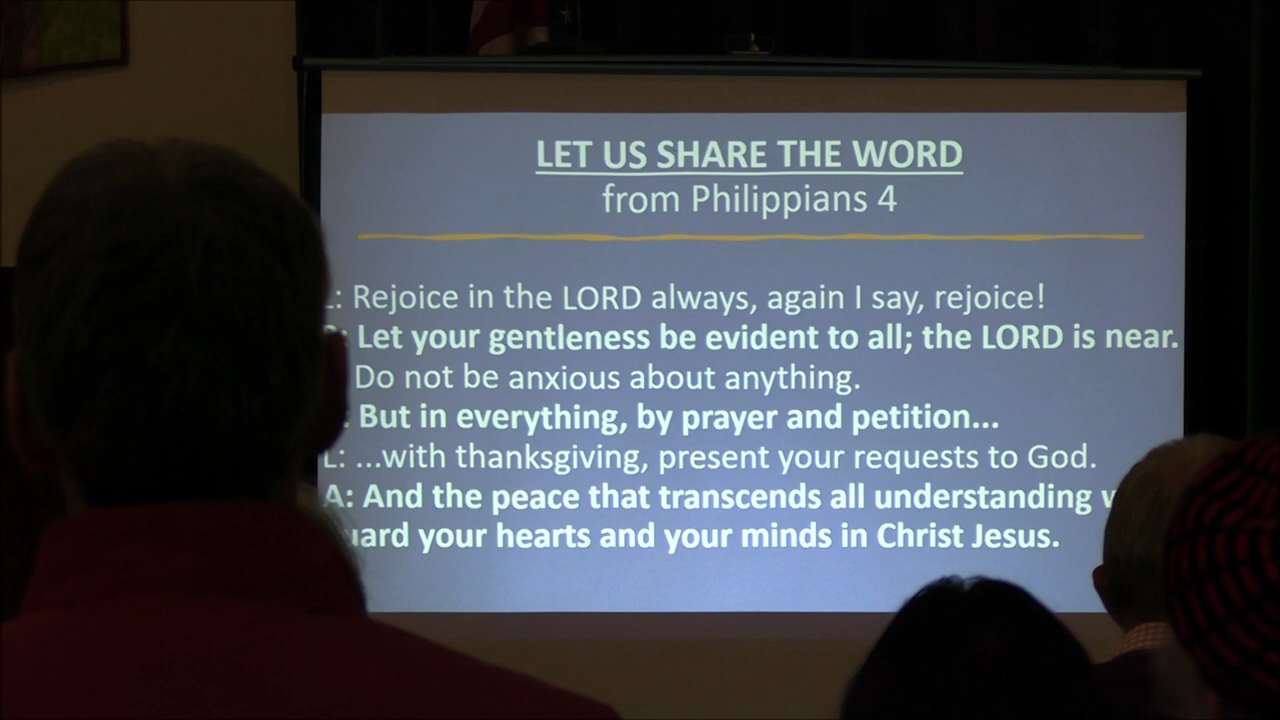 LET US SHARE THE WORD
from Philippians 4
L: Rejoice in the LORD always, again I say, rejoice!
Let your gentleness be evident to all; the LORD is near.
Do not be anxious about anything.
But in everything, by prayer and petition...
L: ...with thanksgiving, present your requests to God.
A: And the peace that transcends all understanding
your hearts and your minds in Christ Jesus.